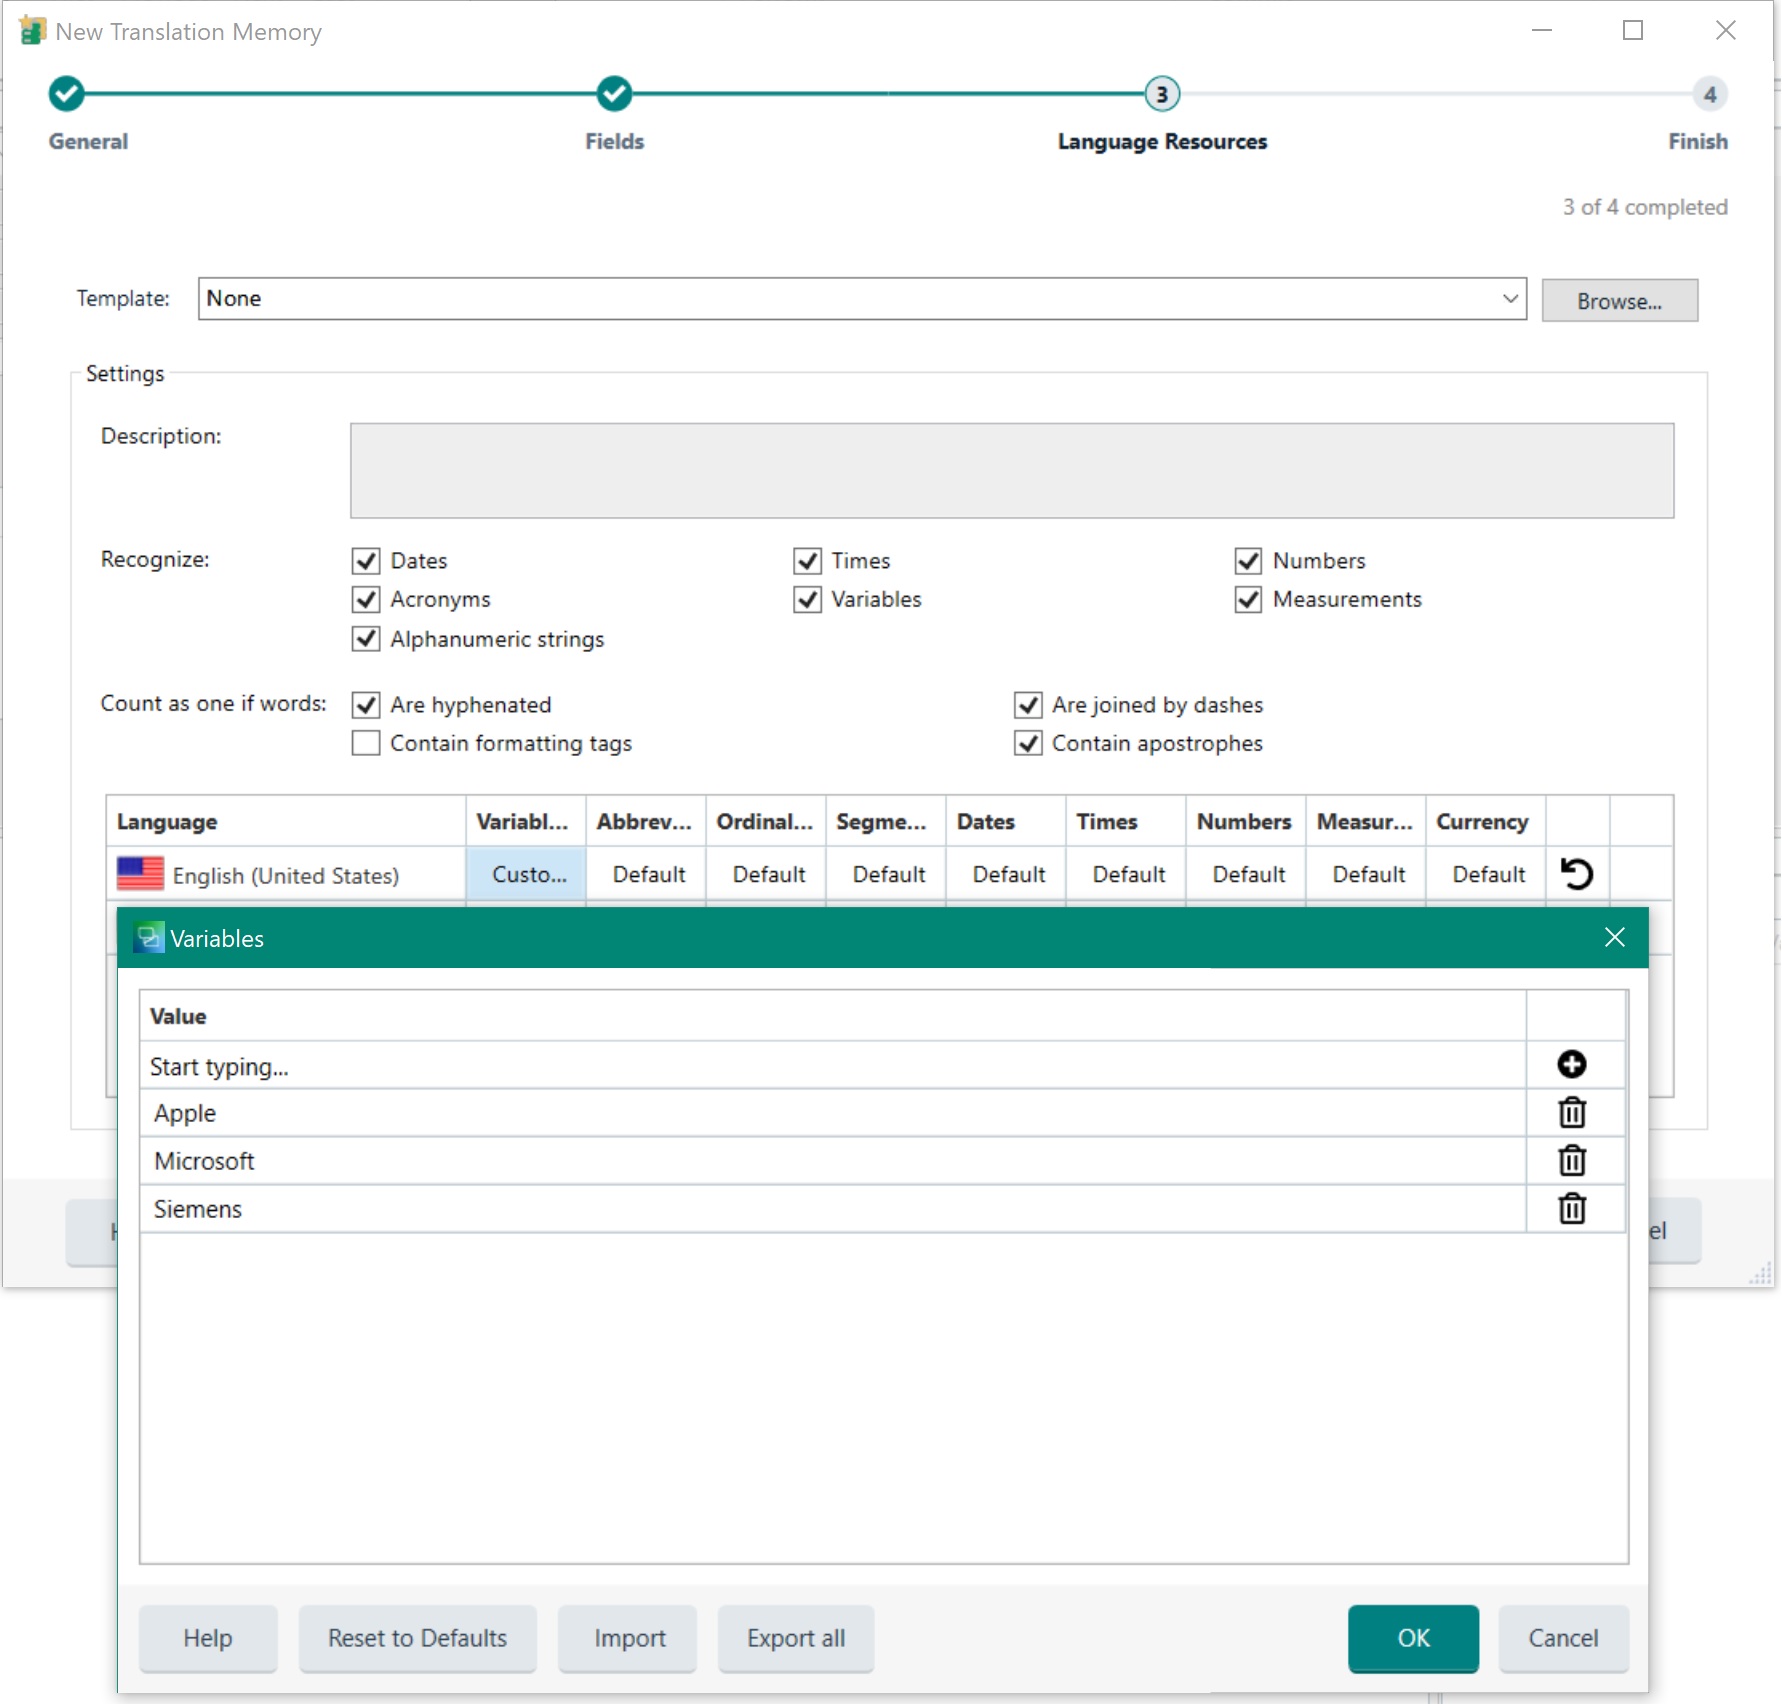 New Translation Memory
3
4
General
Fields
Language Resources
Finish
3 of 4 completed
Template:
None
Browse...
Settings
Description:
Recognize:
Dates
Times
Numbers
Acronyms
Variables
Measurements
Alphanumeric strings
Count as one if words:
Are hyphenated
Are joined by dashes
Contain formatting tags
Contain apostrophes
Language
Variabl...
Abbrev...
Ordinal...
Segme...
Dates
Times
Numbers
Measur...
Currency
English (United States)
Custo...
Default
Default
Default
Default
Default
Default
Default
Default
Variables
Value
Start typing...
Apple
Microsoft
Siemens
el
Help
Reset to Defaults
Import
Export all
OK
Cancel